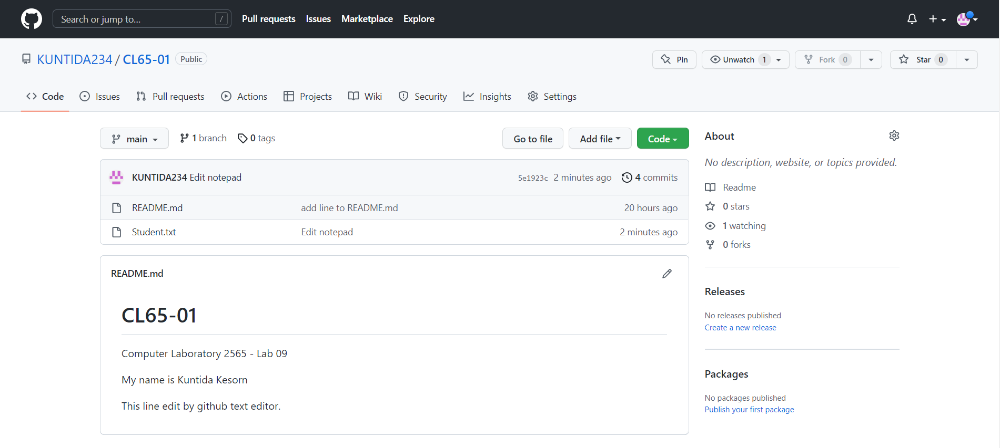 Search or jump to... /
Pull requests Issues Marketplace Explore
KUNTIDA234 / CL65-01 Public
Pin Unwatch 1 Fork 0 Star 0
Code Issues Pull requests Actions Projects Wiki Security Insights Settings
main 1 branch 0 tags Go to file Add file Code
KUNTIDA234 Edit notepad 5e1923c 2 minutes ago 4 commits
README.md add line to README.md 20 hours ago
Student.txt Edit notepad 2 minutes ago
README.md
CL65-01
Computer Laboratory 2565 - Lab 09
My name is Kuntida Kesorn
This line edit by github text editor.
About
No description, website, or topics provided.
Readme
0 stars
1 watching
0 forks
Releases
No releases published
Create a new release
Packages
No packages published
Publish your first package